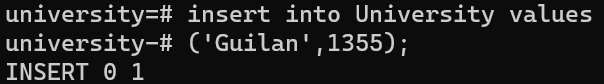 university=# insert into University values
university-# ('Guilan',1355);
INSERT 0 1